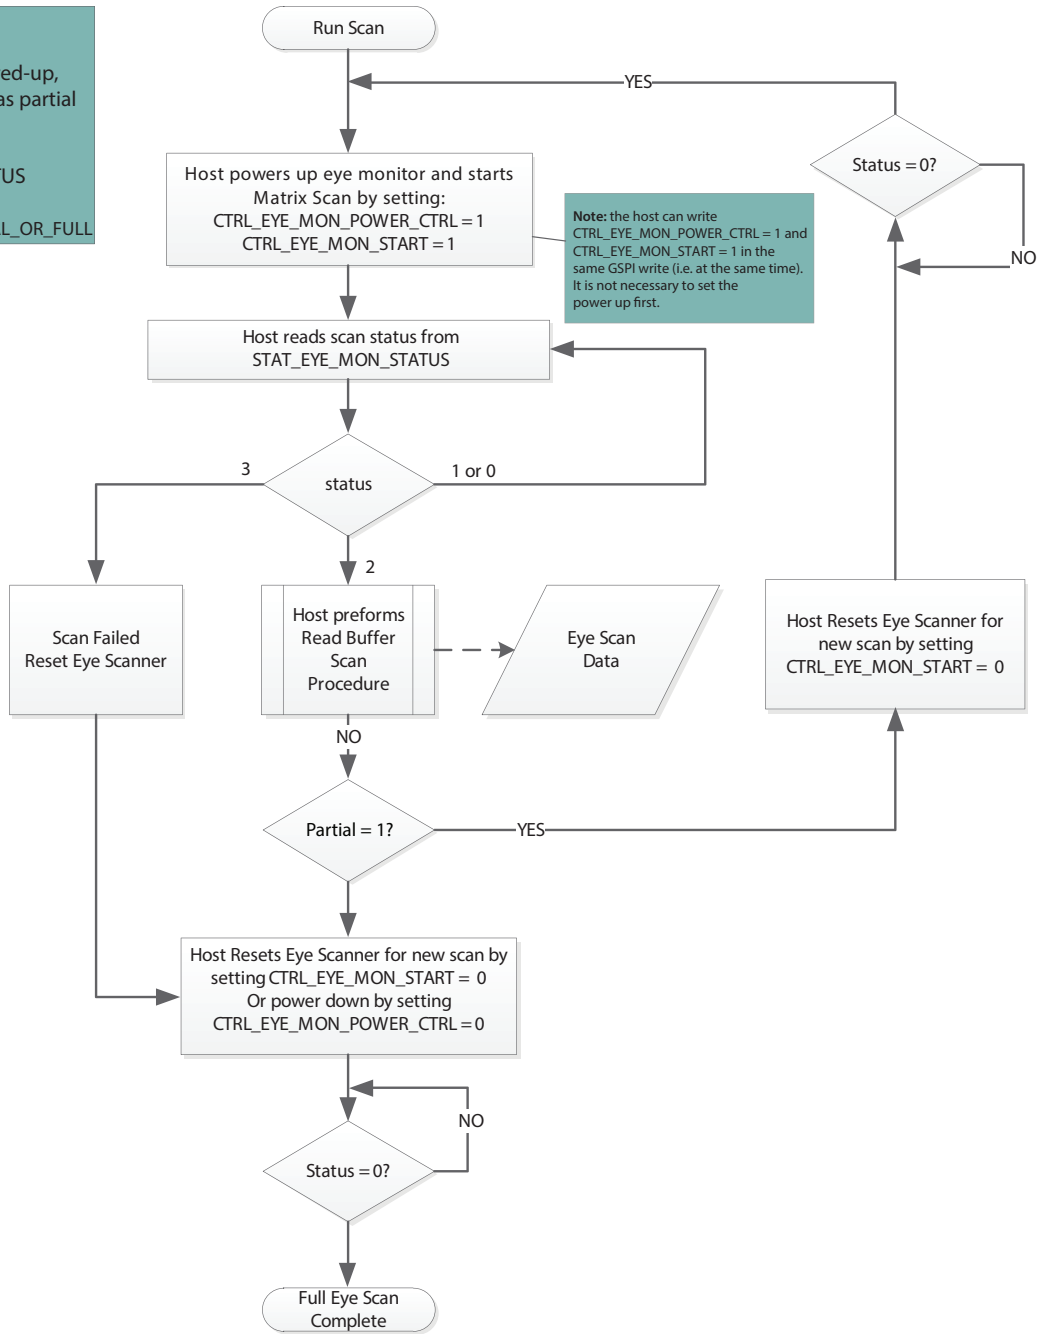 Run Scan
ed-up,
as partial
TUS
L_OR_FULL
YES
Status = 0?
NO
Host powers up eye monitor and starts
Matrix Scan by setting:
CTRL_EYE_MON_POWER_CTRL = 1
CTRL_EYE_MON_START = 1
Note: the host can write
CTRL_EYE_MON_POWER_CTRL = 1 and
CTRL_EYE_MON_START = 1 in the
same GSPI write (i.e. at the same time).
It is not necessary to set the
power up first.
Host reads scan status from
STAT_EYE_MON_STATUS
3
status
1 or 0
2
Scan Failed
Reset Eye Scanner
Host preforms
Read Buffer
Scan
Procedure
Eye Scan
Data
Host Resets Eye Scanner for
new scan by setting
CTRL_EYE_MON_START = 0
NO
Partial = 1?
YES
Host Resets Eye Scanner for new scan by
setting CTRL_EYE_MON_START = 0
Or power down by setting
CTRL_EYE_MON_POWER_CTRL = 0
NO
Status = 0?
Full Eye Scan
Complete